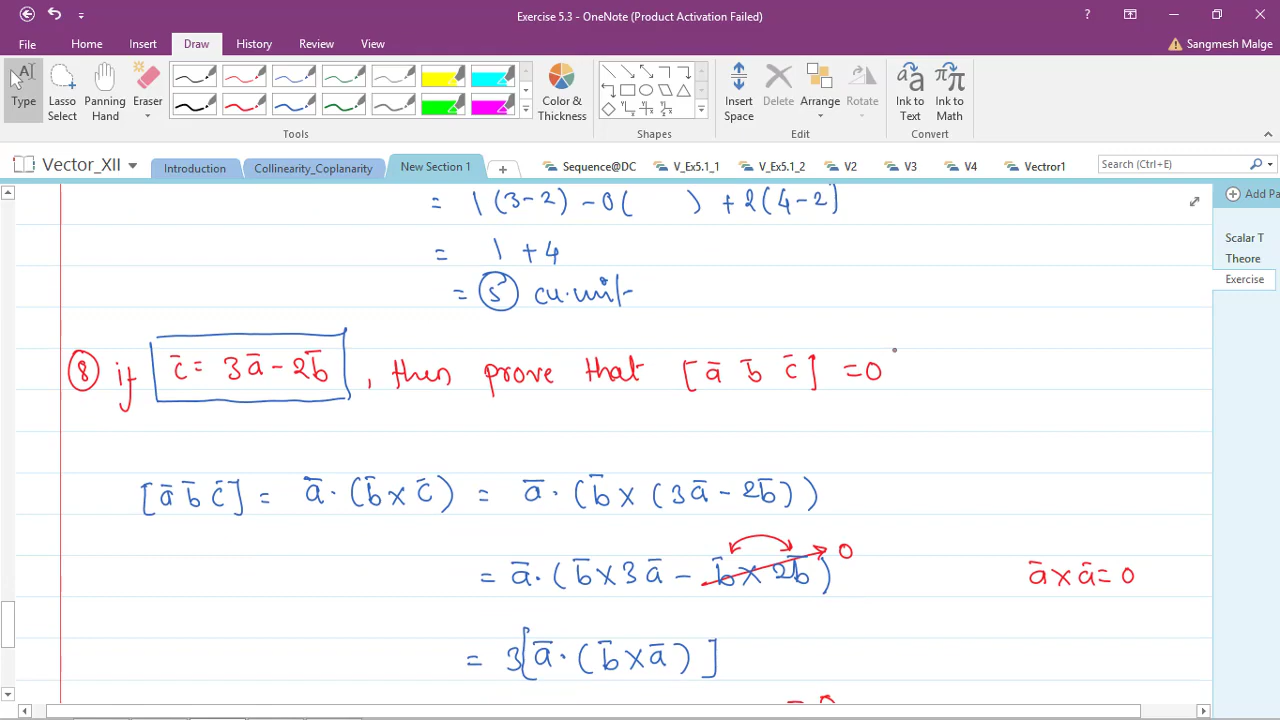 Exercise 5.3 - OneNote (Product Activation Failed)
File Home Insert Draw History Review View Sangmesh Malge
Type Lasso Select Panning Hand Eraser Color & Thickness Insert Space Delete Arrange Rotate Ink to Text Ink to Math
Tools Shapes Edit Convert
Vector_XII Introduction Collinearity_Coplanarity New Section 1 Sequence@DC V_Ex5.1_1 V_Ex5.1_2 V2 V3 V4 Vector1 Search (Ctrl+E)
Add Pa
Scalar T
Theore
Exercise
= 1 (3-2) - 0( ) + 2(4-2)
= 1 + 4
= 5 cu.unit
⑧ if c̄ = 3ā - 2b̄ , then prove that [ā b̄ c̄] = 0
[ā b̄ c̄] = ā · (b̄ × c̄) = ā · (b̄ × (3ā - 2b̄))
= ā · (b̄ × 3ā - b̄ × 2b̄) 0 ā × ā = 0
= 3[ā · (b̄ × ā)]